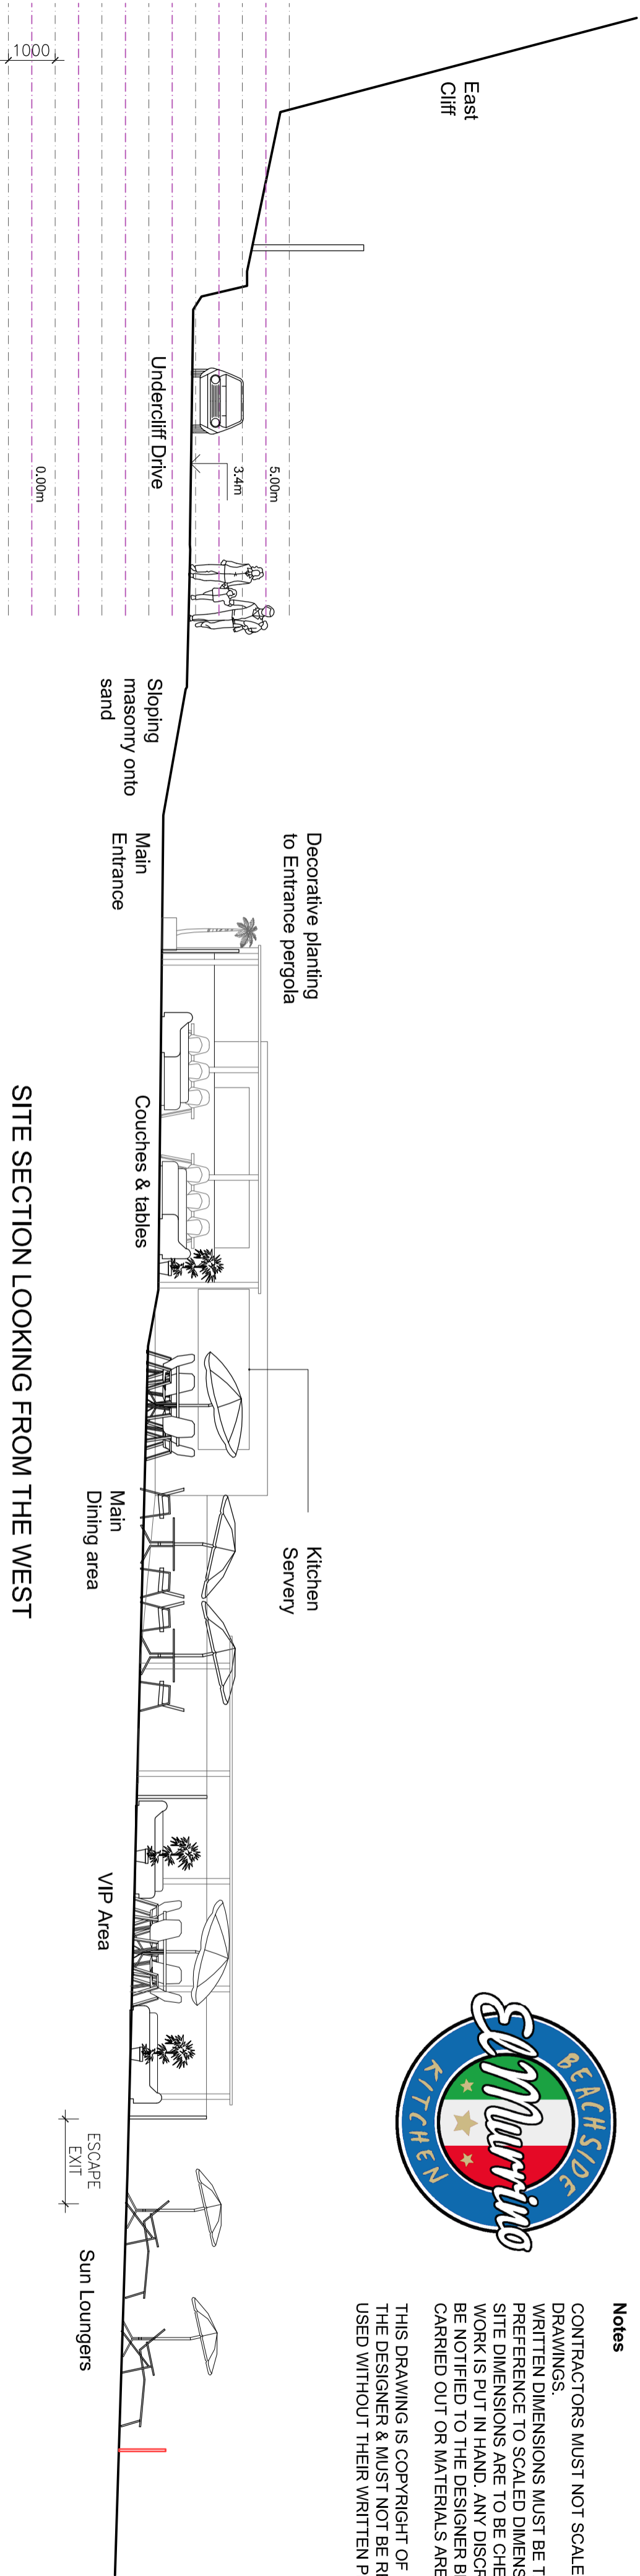 East
Cliff
1000
Undercliff Drive
5.00m
3.4m
0.00m
Sloping
masonry onto
sand
Main
Entrance
Decorative planting
to Entrance pergola
Couches & tables
Kitchen
Servery
Main
Dining area
VIP Area
ESCAPE
EXIT
Sun Loungers
SITE SECTION LOOKING FROM THE WEST
BEACHSIDE
El Murrino
KITCHEN
Notes
CONTRACTORS MUST NOT SCALE
DRAWINGS.
WRITTEN DIMENSIONS MUST BE
PREFERENCE TO SCALED
SITE DIMENSIONS ARE TO BE
WORK IS PUT IN HAND. ANY
BE NOTIFIED TO THE DESIGNER
CARRIED OUT OR MATERIALS ARE
THIS DRAWING IS COPYRIGHT OF
THE DESIGNER & MUST NOT BE
USED WITHOUT THEIR WRITTEN